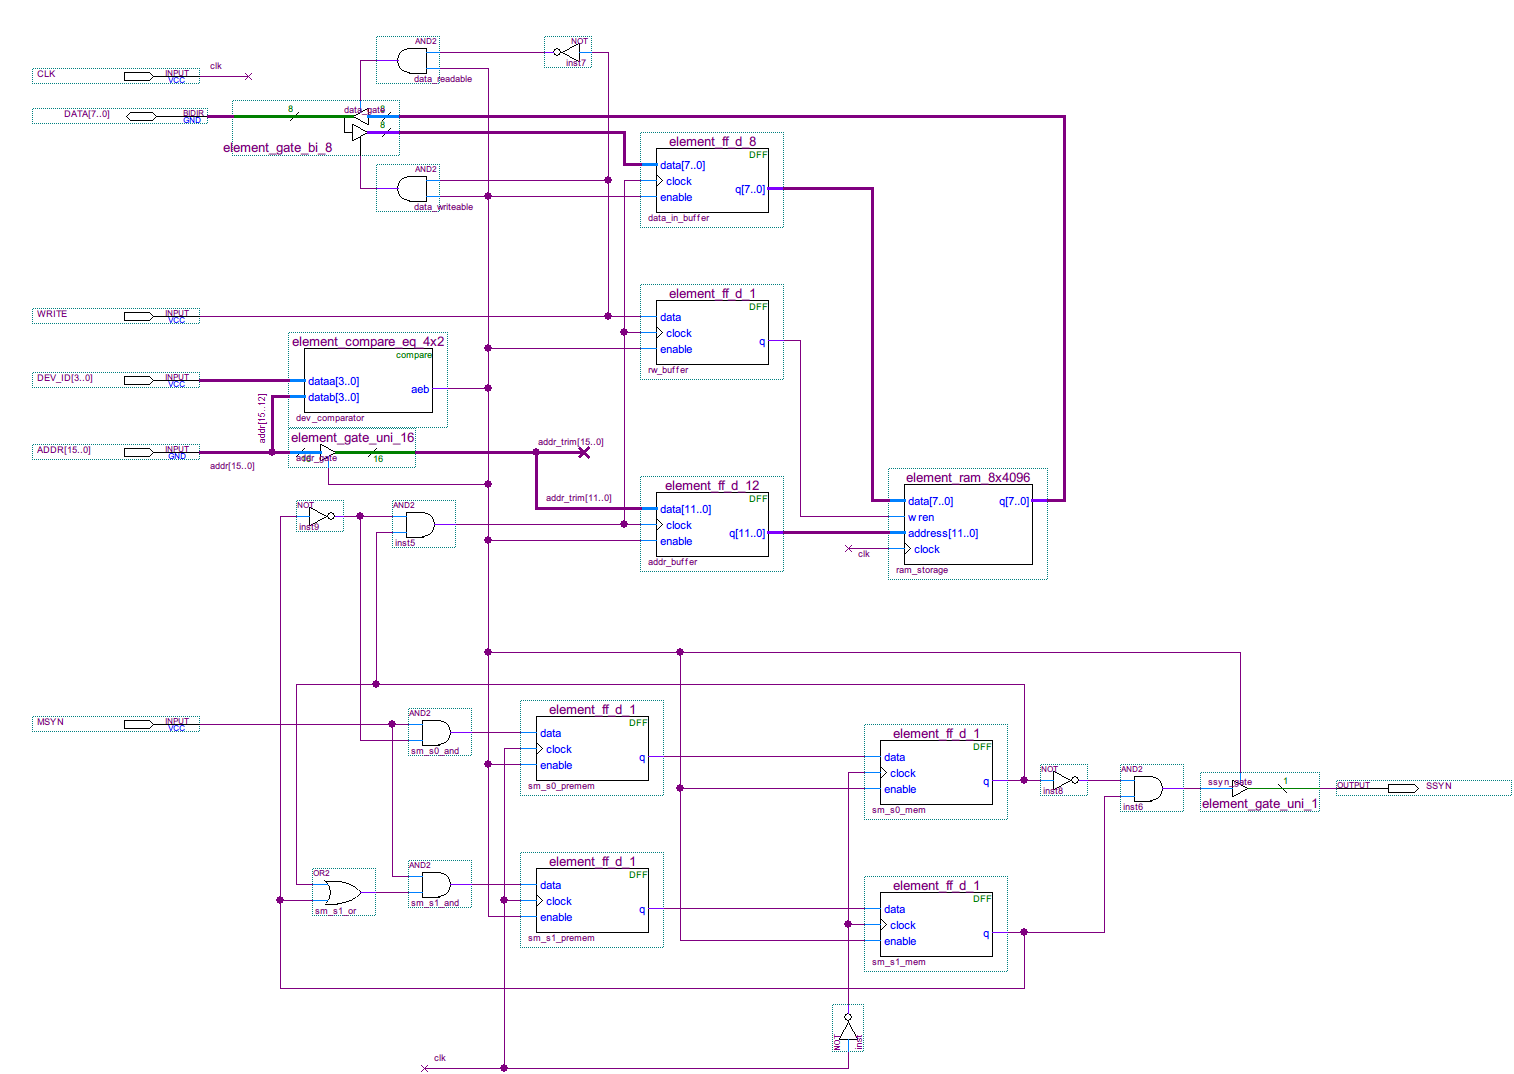 AND2
NOT
inst7
data_readable
CLK
INPUT
VCC
clk
DATA[7..0]
BIDIR
GND
8
data_gate
8
8
element_gate_bi_8
AND2
data_writeable
element_ff_d_8
DFF
data[7..0]
clock
q[7..0]
enable
data_in_buffer
WRITE
INPUT
VCC
element_ff_d_1
DFF
data
clock
q
enable
rw_buffer
element_compare_eq_4x2
compare
DEV_ID[3..0]
INPUT
VCC
dataa[3..0]
aeb
datab[3..0]
dev_comparator
addr[15..12]
element_gate_uni_16
ADDR[15..0]
INPUT
GND
addr[15..0]
addr_gate
16
addr_trim[15..0]
addr_trim[11..0]
element_ff_d_12
DFF
data[11..0]
clock
q[11..0]
enable
addr_buffer
element_ram_8x4096
data[7..0]
q[7..0]
wren
address[11..0]
clk
clock
ram_storage
NOT
inst9
AND2
inst5
MSYN
INPUT
VCC
AND2
sm_s0_and
element_ff_d_1
DFF
data
clock
q
enable
sm_s0_premem
element_ff_d_1
DFF
data
clock
q
enable
sm_s0_mem
NOT
inst8
AND2
inst6
ssyn_gate
1
element_gate_uni_1
OUTPUT
SSYN
OR2
sm_s1_or
AND2
sm_s1_and
element_ff_d_1
DFF
data
clock
q
enable
sm_s1_premem
element_ff_d_1
DFF
data
clock
q
enable
sm_s1_mem
NOT
inst
clk